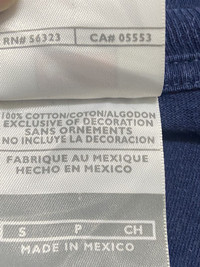 RN# 56323 CA# 05553
100% COTTON/COTON/ALGODON
EXCLUSIVE OF DECORATION
SANS ORNEMENTS
NO INCLUYE LA DECORACION
FABRIQUE AU MEXIQUE
HECHO EN MEXICO
S P CH
MADE IN MEXICO